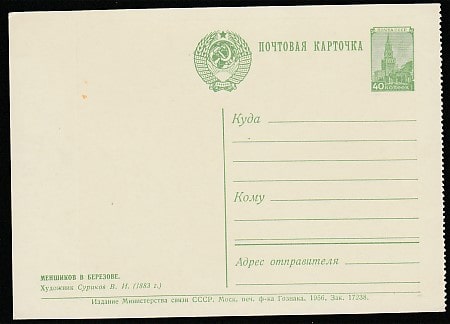 ПОЧТОВАЯ КАРТОЧКА
40 КОПЕЕК
Куда
Кому
Адрес отправителя
МЕНШИКОВ В БЕРЕЗОВЕ.
Художник Суриков В. И. (1883 г.)
Издание Министерства связи СССР. Моск. печ. ф-ка Гознака. 1956. Зак. 17238.